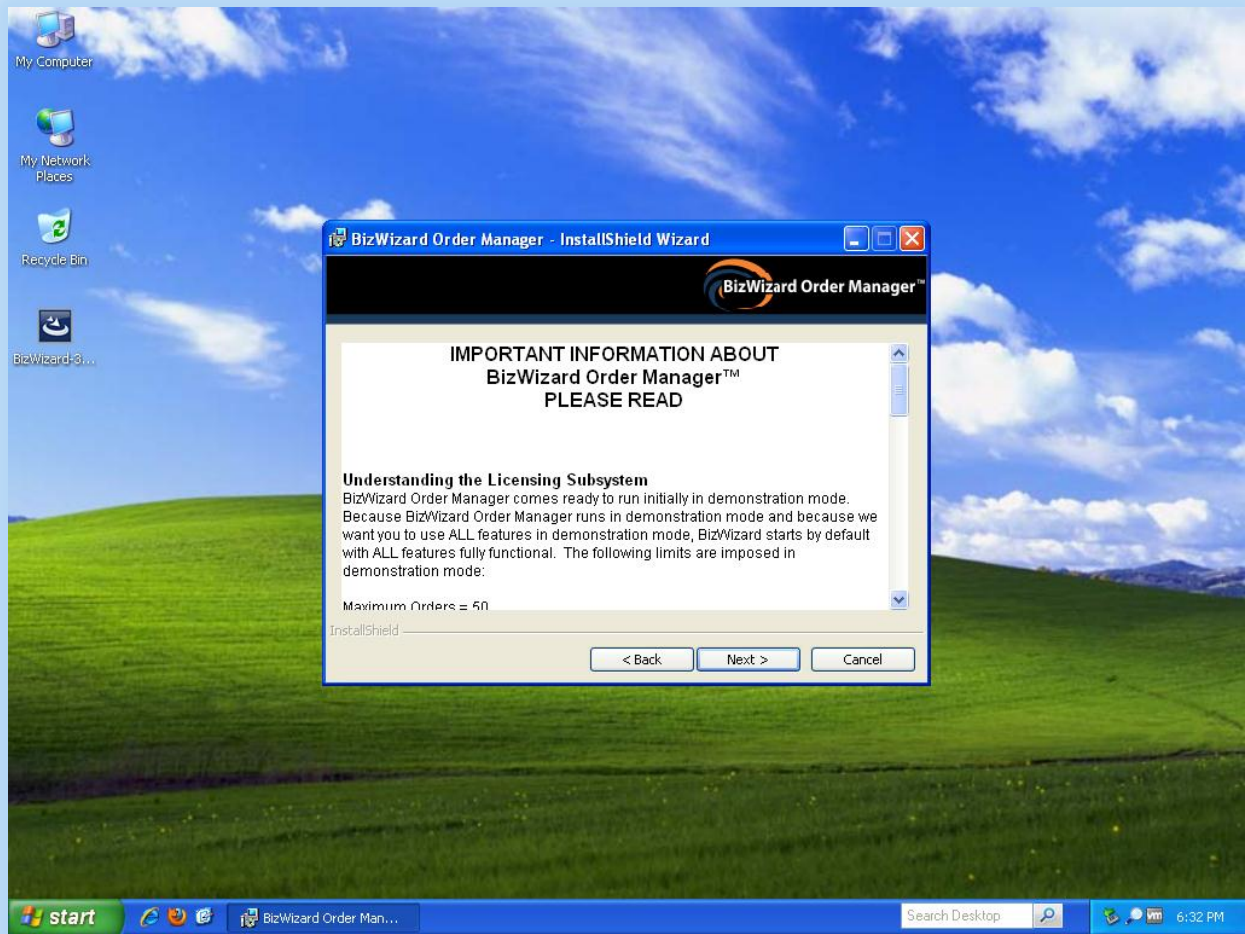 My Computer
My Network
Places
Recycle Bin
BizWizard-3...
BizWizard Order Manager - InstallShield Wizard
BizWizard Order Manager™
IMPORTANT INFORMATION ABOUT
BizWizard Order Manager™
PLEASE READ
Understanding the Licensing Subsystem
BizWizard Order Manager comes ready to run initially in demonstration mode.
Because BizWizard Order Manager runs in demonstration mode and because we
want you to use ALL features in demonstration mode, BizWizard starts by default
with ALL features fully functional.  The following limits are imposed in
demonstration mode:
Maximum Orders = 50
InstallShield
< Back
Next >
Cancel
start
BizWizard Order Man...
Search Desktop
vm
6:32 PM